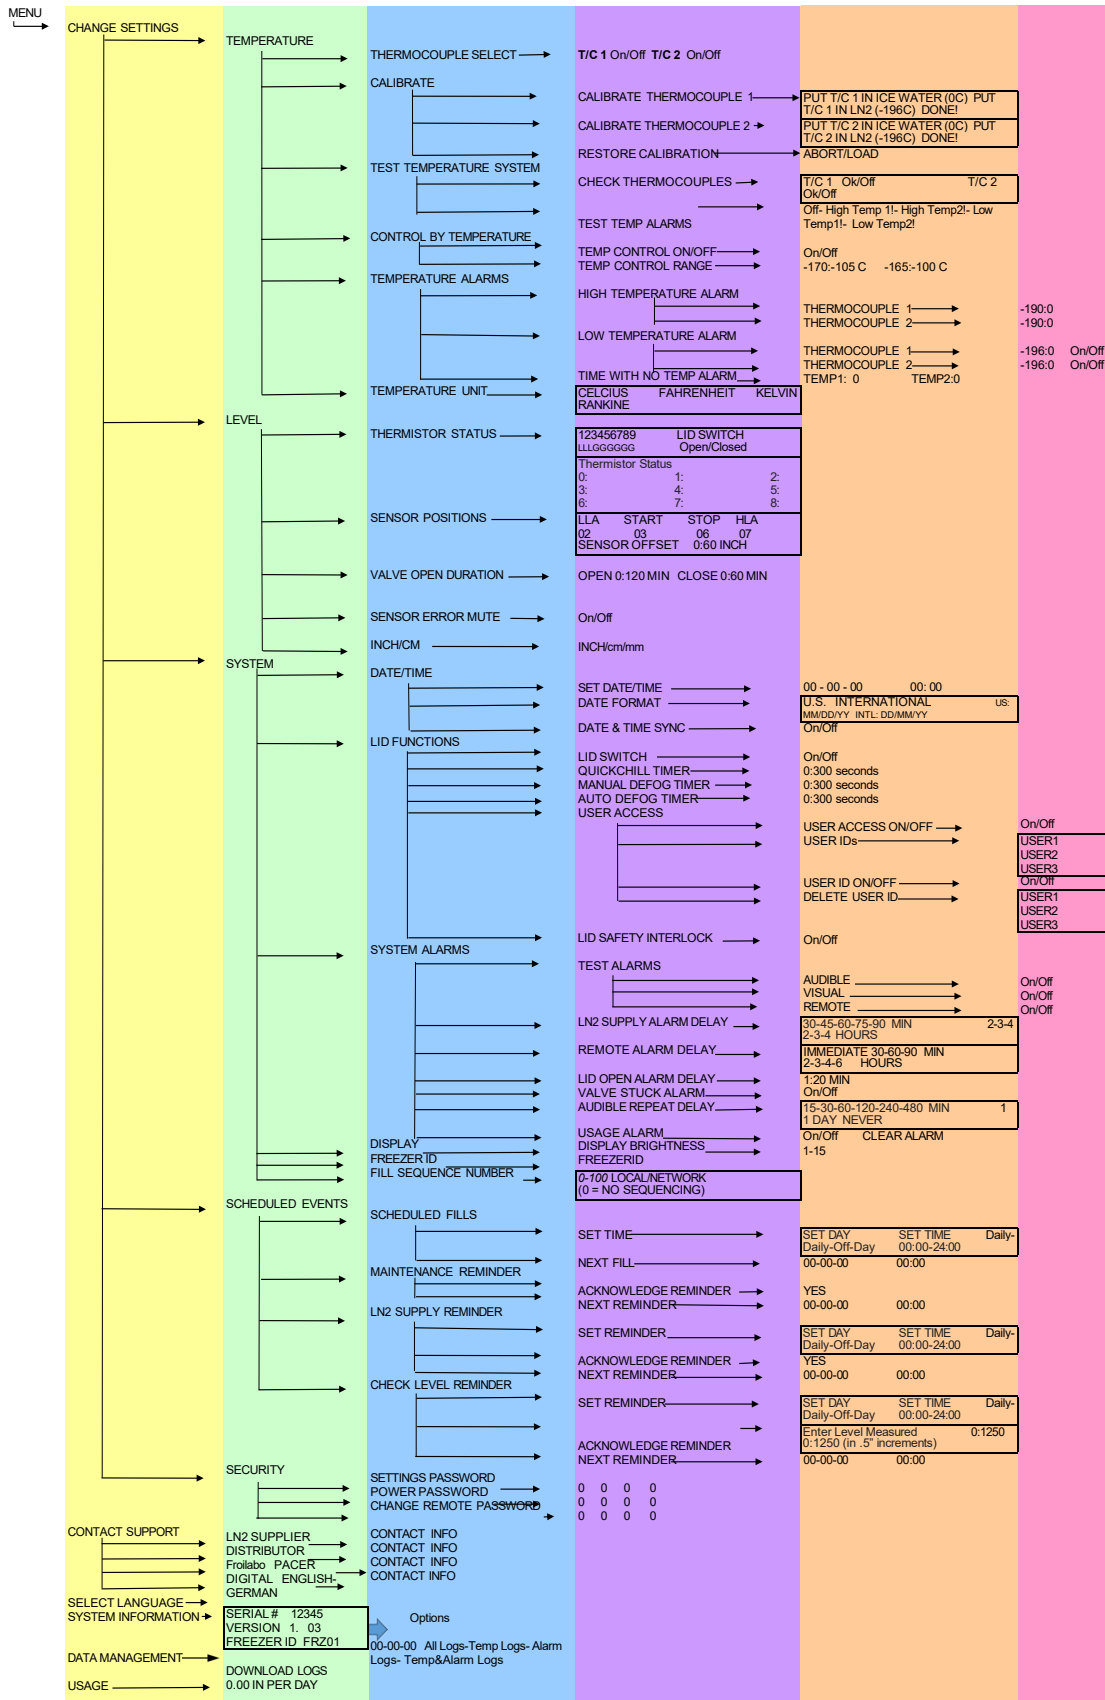 MENU
CHANGE SETTINGS
TEMPERATURE
THERMOCOUPLE SELECT
T/C 1 On/Off T/C 2 On/Off
CALIBRATE
CALIBRATE THERMOCOUPLE 1
PUT T/C 1 IN ICE WATER (0C) PUT
T/C 1 IN LN2 (-196C) DONE!
CALIBRATE THERMOCOUPLE 2
PUT T/C 2 IN ICE WATER (0C) PUT
T/C 2 IN LN2 (-196C) DONE!
RESTORE CALIBRATION
ABORT/LOAD
TEST TEMPERATURE SYSTEM
CHECK THERMOCOUPLES
T/C 1 Ok/Off T/C 2
Ok/Off
TEST TEMP ALARMS
Off- High Temp 1!- High Temp2!- Low
Temp1!- Low Temp2!
CONTROL BY TEMPERATURE
TEMP CONTROL ON/OFF
On/Off
TEMP CONTROL RANGE
-170:-105 C -165:-100 C
TEMPERATURE ALARMS
HIGH TEMPERATURE ALARM
THERMOCOUPLE 1
-190:0
THERMOCOUPLE 2
-190:0
LOW TEMPERATURE ALARM
THERMOCOUPLE 1
-196:0 On/Off
THERMOCOUPLE 2
-196:0 On/Off
TIME WITH NO TEMP ALARM
TEMP1: 0 TEMP2:0
TEMPERATURE UNIT
CELCIUS FAHRENHEIT KELVIN
RANKINE
LEVEL
THERMISTOR STATUS
123456789 LID SWITCH
LLLGGGGGG Open/Closed
Thermistor Status
0: 1: 2:
3: 4: 5:
6: 7: 8:
SENSOR POSITIONS
LLA START STOP HLA
02 03 06 07
SENSOR OFFSET 0:60 INCH
VALVE OPEN DURATION
OPEN 0:120 MIN CLOSE 0:60 MIN
SENSOR ERROR MUTE
On/Off
INCH/CM
INCH/cm/mm
SYSTEM
DATE/TIME
SET DATE/TIME
00 - 00 - 00 00: 00
DATE FORMAT
U.S. INTERNATIONAL US:
MM/DD/YY INTL: DD/MM/YY
DATE & TIME SYNC
On/Off
LID FUNCTIONS
LID SWITCH
On/Off
QUICKCHILL TIMER
0:300 seconds
MANUAL DEFOG TIMER
0:300 seconds
AUTO DEFOG TIMER
0:300 seconds
USER ACCESS
USER ACCESS ON/OFF
On/Off
USER IDs
USER1
USER2
USER3
USER ID ON/OFF
On/Off
DELETE USER ID
USER1
USER2
USER3
LID SAFETY INTERLOCK
On/Off
SYSTEM ALARMS
TEST ALARMS
AUDIBLE
On/Off
VISUAL
On/Off
REMOTE
On/Off
LN2 SUPPLY ALARM DELAY
30-45-60-75-90 MIN 2-3-4
2-3-4 HOURS
REMOTE ALARM DELAY
IMMEDIATE 30-60-90 MIN
2-3-4-6 HOURS
LID OPEN ALARM DELAY
1:20 MIN
VALVE STUCK ALARM
On/Off
AUDIBLE REPEAT DELAY
15-30-60-120-240-480 MIN 1
1 DAY NEVER
USAGE ALARM
On/Off CLEAR ALARM
DISPLAY
DISPLAY BRIGHTNESS
1-15
FREEZER ID
FREEZERID
FILL SEQUENCE NUMBER
0-100 LOCAL/NETWORK
(0 = NO SEQUENCING)
SCHEDULED EVENTS
SCHEDULED FILLS
SET TIME
SET DAY SET TIME Daily-
Daily-Off-Day 00:00-24:00
NEXT FILL
00-00-00 00:00
MAINTENANCE REMINDER
ACKNOWLEDGE REMINDER
YES
NEXT REMINDER
00-00-00 00:00
LN2 SUPPLY REMINDER
SET REMINDER
SET DAY SET TIME Daily-
Daily-Off-Day 00:00-24:00
ACKNOWLEDGE REMINDER
YES
NEXT REMINDER
00-00-00 00:00
CHECK LEVEL REMINDER
SET REMINDER
SET DAY SET TIME Daily-
Daily-Off-Day 00:00-24:00
Enter Level Measured 0:1250
0:1250 (in .5" increments)
ACKNOWLEDGE REMINDER
NEXT REMINDER
00-00-00 00:00
SECURITY
SETTINGS PASSWORD
POWER PASSWORD
0 0 0 0
CHANGE REMOTE PASSWORD
0 0 0 0
0 0 0 0
CONTACT SUPPORT
LN2 SUPPLIER
CONTACT INFO
DISTRIBUTOR
CONTACT INFO
Froilabo PACER
CONTACT INFO
DIGITAL ENGLISH-
CONTACT INFO
GERMAN
SELECT LANGUAGE
SYSTEM INFORMATION
SERIAL # 12345
VERSION 1. 03
FREEZER ID FRZ01
Options
00-00-00 All Logs-Temp Logs- Alarm
Logs- Temp&Alarm Logs
DATA MANAGEMENT
DOWNLOAD LOGS
USAGE
0.00 IN PER DAY